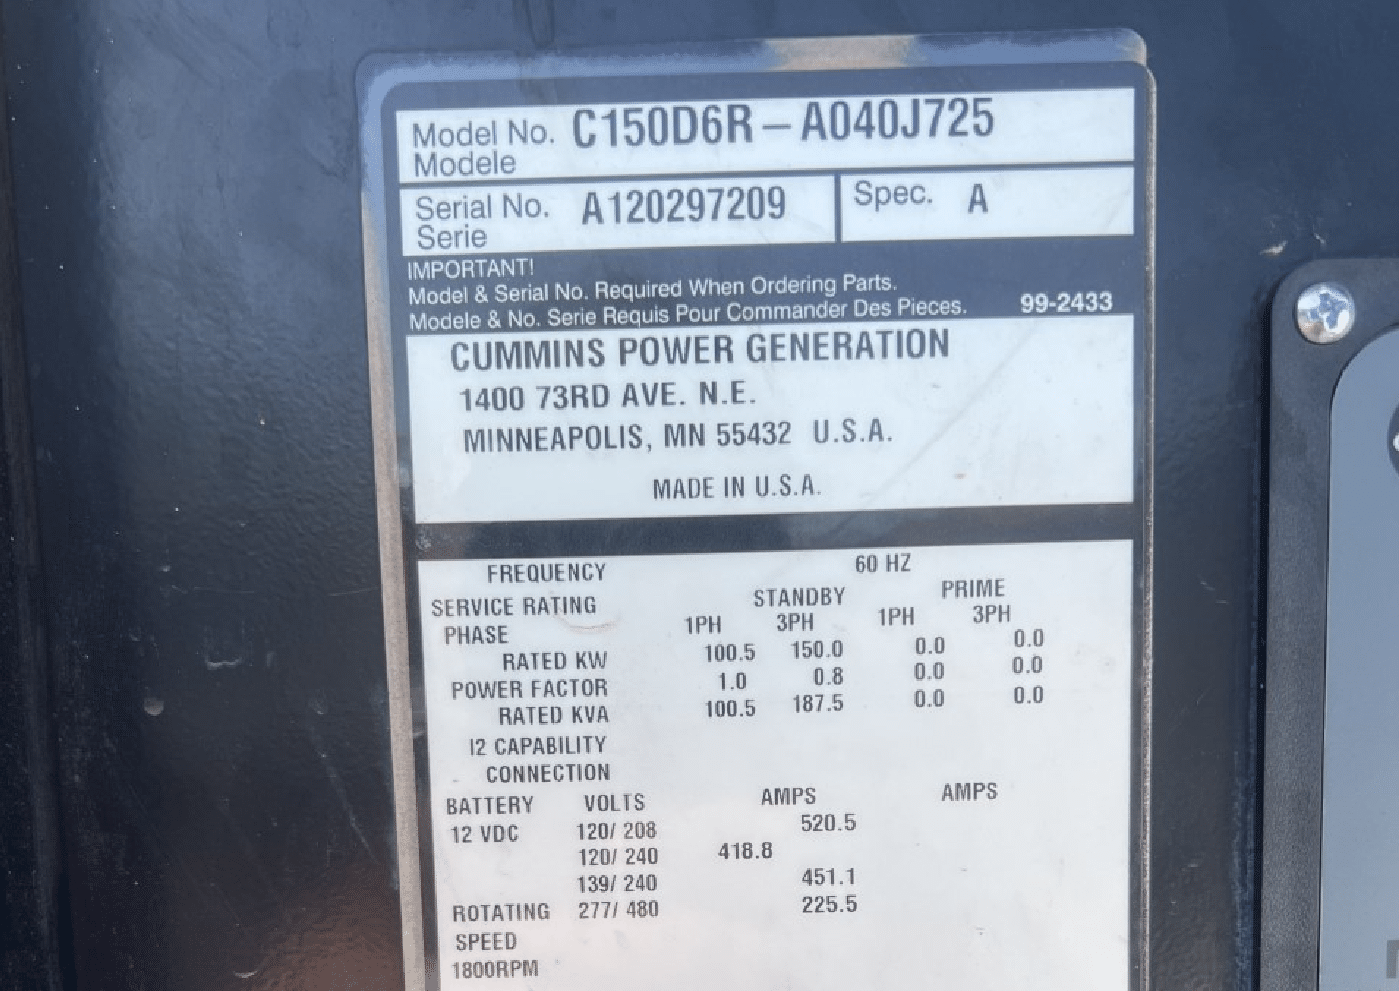 Model No. C150D6R – A040J725
Modele
Serial No. A120297209 Spec. A
Serie
IMPORTANT!
Model & Serial No. Required When Ordering Parts.
Modele & No. Serie Requis Pour Commander Des Pieces. 99-2433
CUMMINS POWER GENERATION
1400 73RD AVE. N.E.
MINNEAPOLIS, MN 55432 U.S.A.
MADE IN U.S.A.
FREQUENCY 60 HZ
SERVICE RATING STANDBY PRIME
PHASE 1PH 3PH 1PH 3PH
RATED KW 100.5 150.0 0.0 0.0
POWER FACTOR 1.0 0.8 0.0 0.0
RATED KVA 100.5 187.5 0.0 0.0
I2 CAPABILITY
CONNECTION
BATTERY VOLTS AMPS AMPS
12 VDC 120/ 208 520.5
120/ 240 418.8
139/ 240 451.1
ROTATING 277/ 480 225.5
SPEED
1800RPM